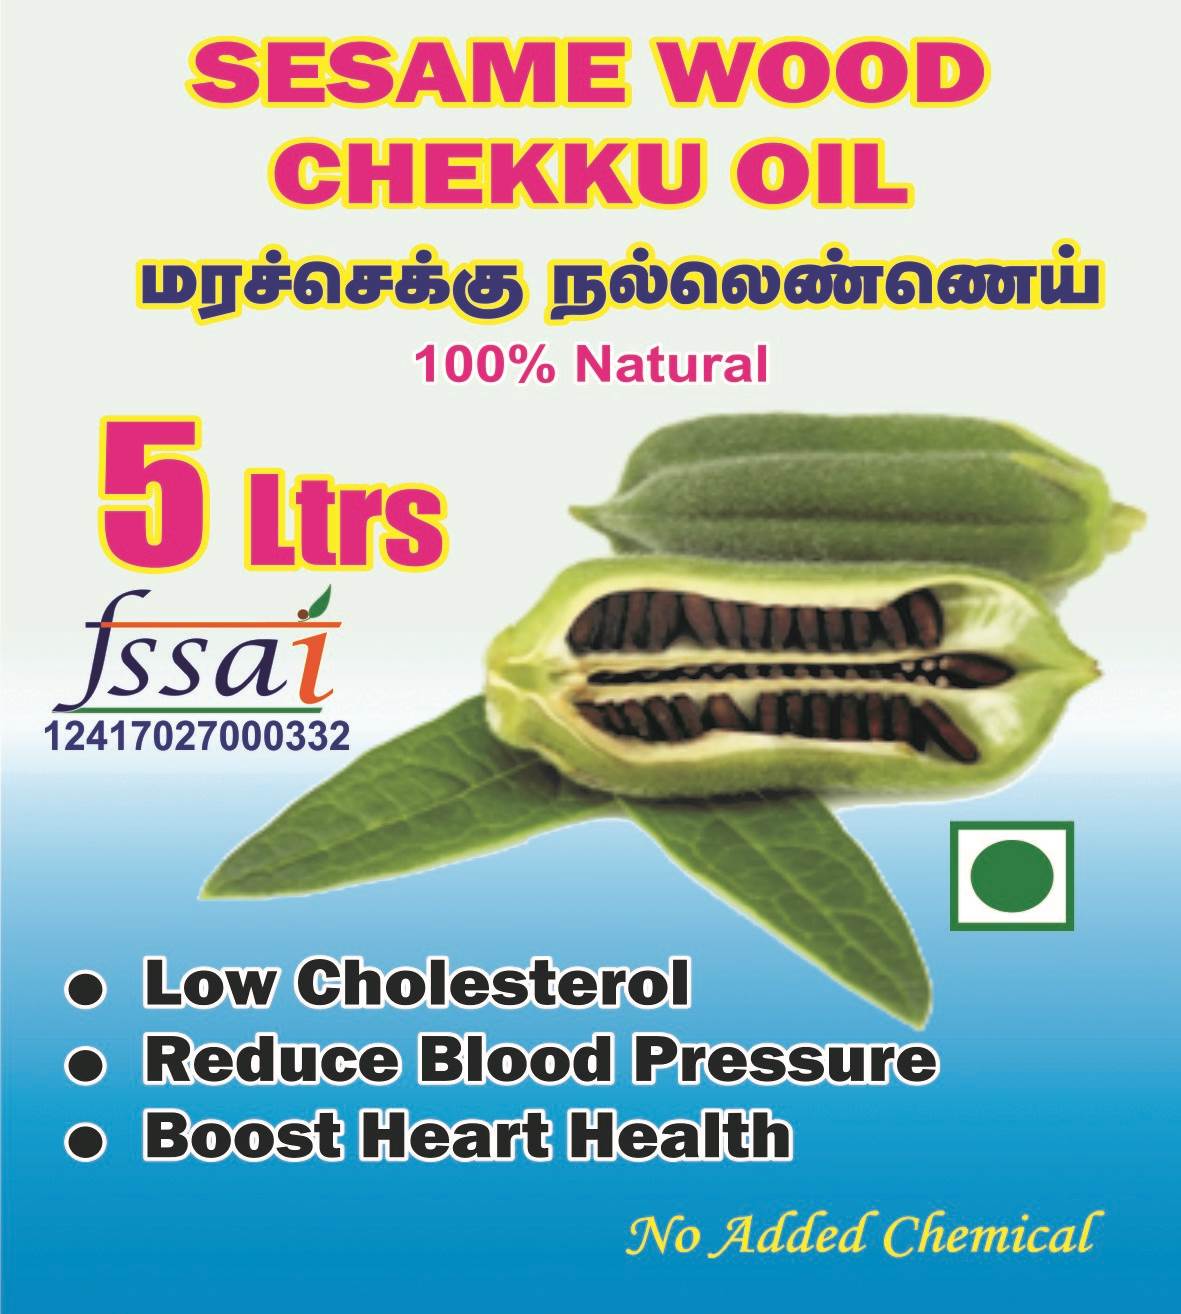 SESAME WOOD
CHEKKU OIL
மரச்செக்கு நல்லெண்ணெய்
100% Natural
5 Ltrs
fssai
12417027000332
● Low Cholesterol
● Reduce Blood Pressure
● Boost Heart Health
No Added Chemical